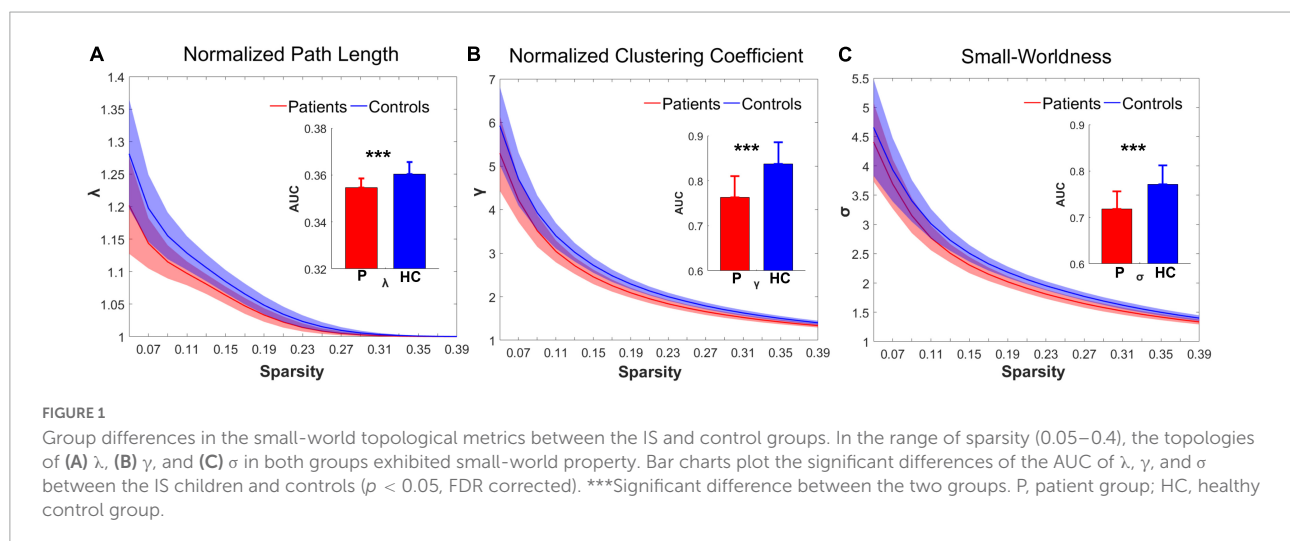 A Normalized Path Length
1.4
1.35
1.3
1.25
1.2
1.15
1.1
1.05
1
λ
Patients Controls
0.38
0.36
0.34
0.32
AUC
***
P λ HC
0.07 0.11 0.15 0.19 0.23 0.27 0.31 0.35 0.39
Sparsity
B Normalized Clustering Coefficient
7
6
5
4
3
2
1
γ
Patients Controls
0.9
0.8
0.7
0.6
AUC
***
P γ HC
0.07 0.11 0.15 0.19 0.23 0.27 0.31 0.35 0.39
Sparsity
C Small-Worldness
5.5
5
4.5
4
3.5
3
2.5
2
1.5
1
σ
Patients Controls
0.9
0.8
0.7
0.6
AUC
***
P σ HC
0.07 0.11 0.15 0.19 0.23 0.27 0.31 0.35 0.39
Sparsity
FIGURE 1
Group differences in the small-world topological metrics between the IS and control groups. In the range of sparsity (0.05–0.4), the topologies
of (A) λ, (B) γ, and (C) σ in both groups exhibited small-world property. Bar charts plot the significant differences of the AUC of λ, γ, and σ
between the IS children and controls (p < 0.05, FDR corrected). ***Significant difference between the two groups. P, patient group; HC, healthy
control group.